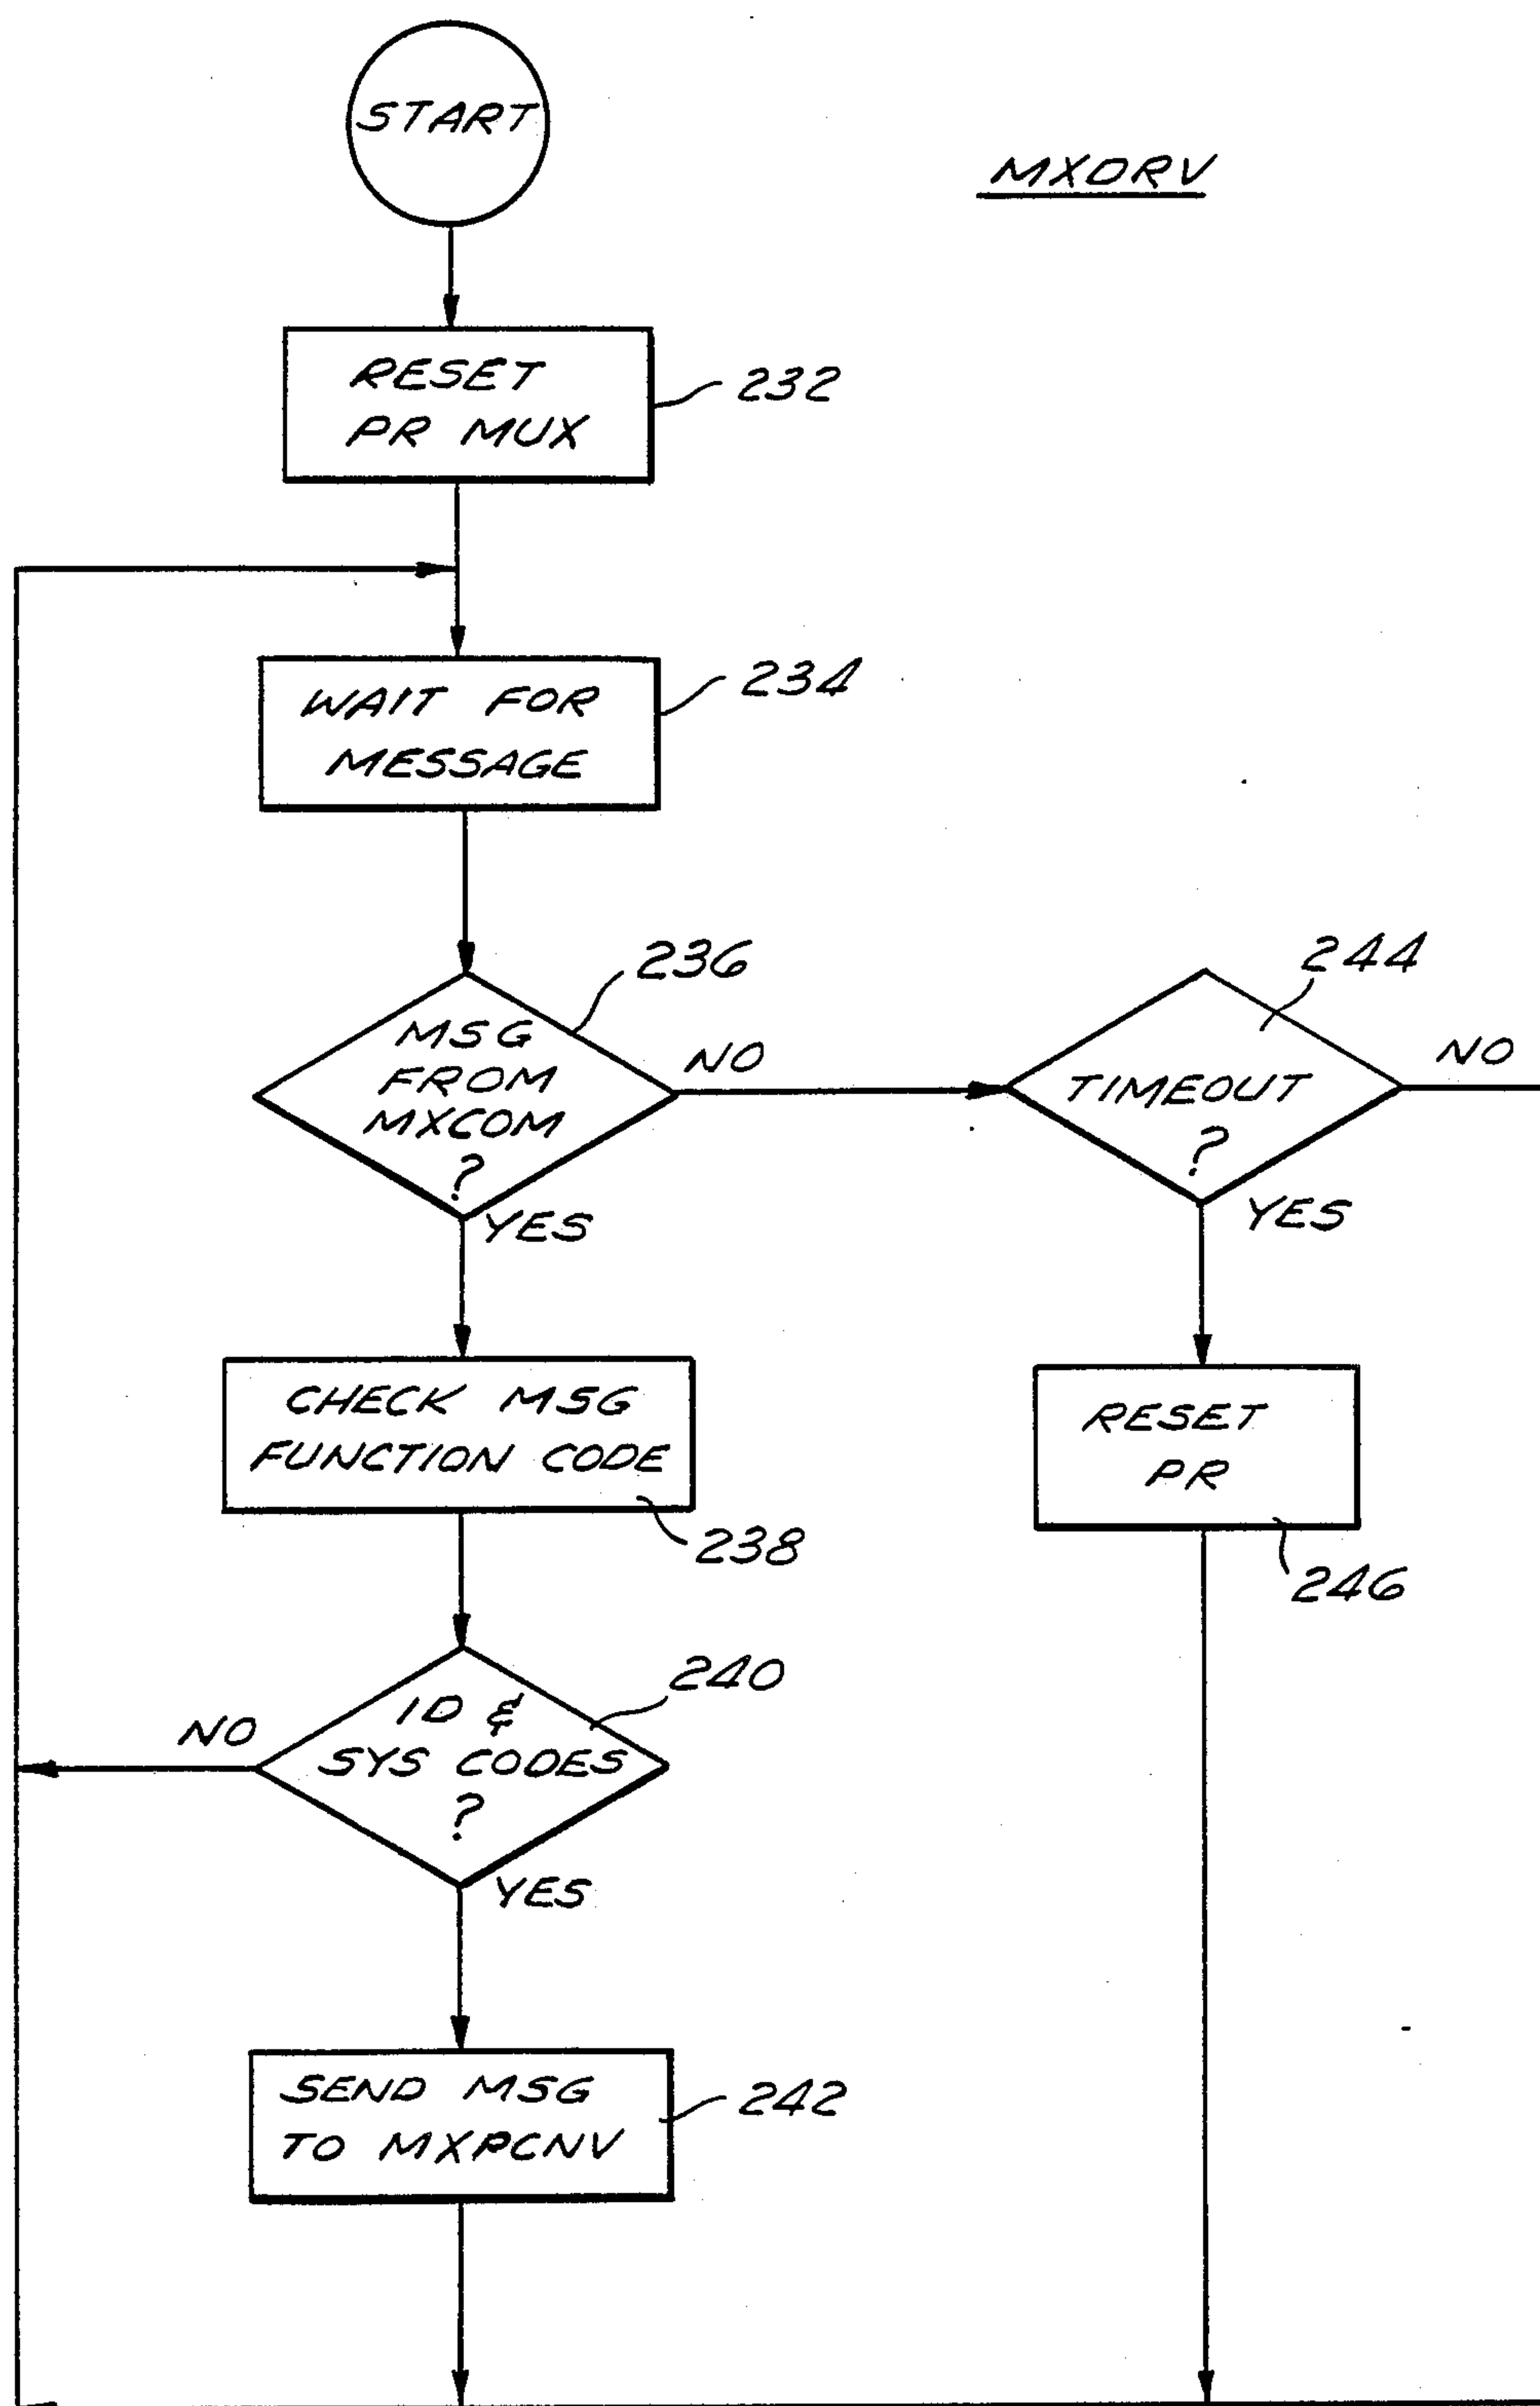 START
MXDRV
RESET
PR MUX
232
WAIT FOR
MESSAGE
234
MSG
FROM
MXCOM
?
236
NO
YES
TIMEOUT
?
244
NO
YES
CHECK MSG
FUNCTION CODE
238
RESET
PR
246
ID &
SYS CODES
?
240
NO
YES
SEND MSG
TO MXPCNV
242